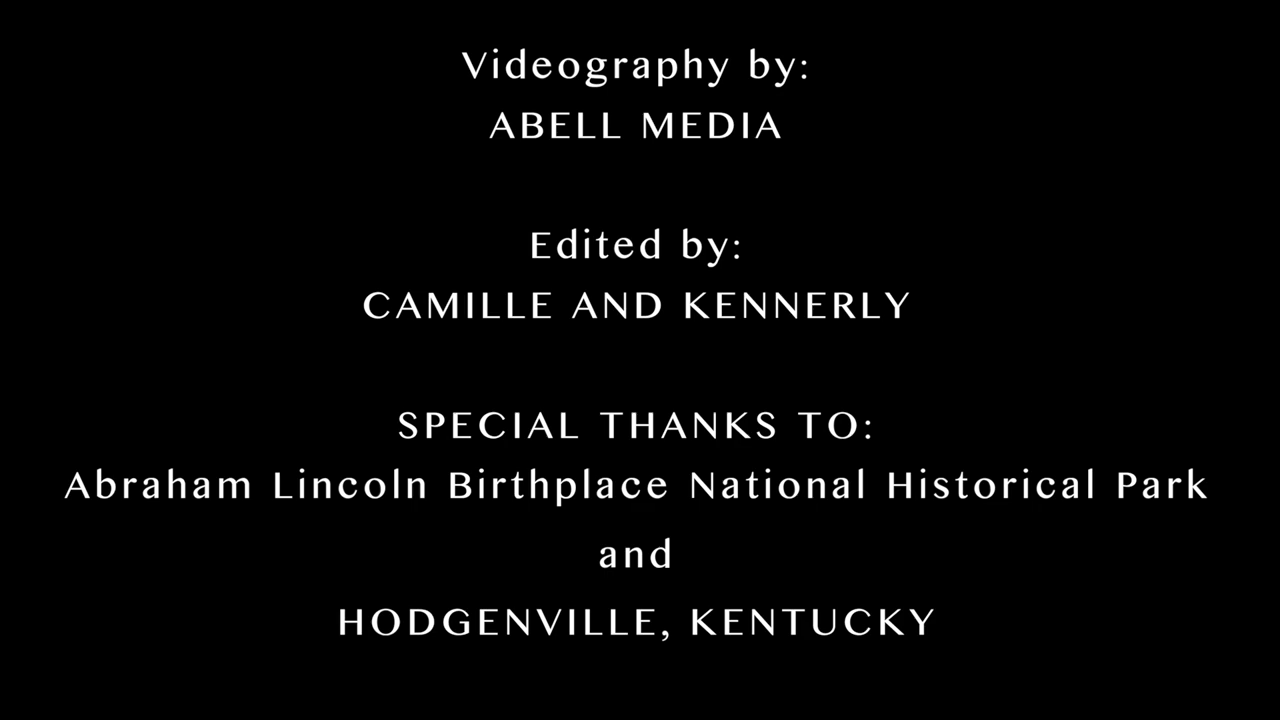 Videography by:
ABELL MEDIA
Edited by:
CAMILLE AND KENNERLY
SPECIAL THANKS TO:
Abraham Lincoln Birthplace National Historical Park
and
HODGENVILLE, KENTUCKY